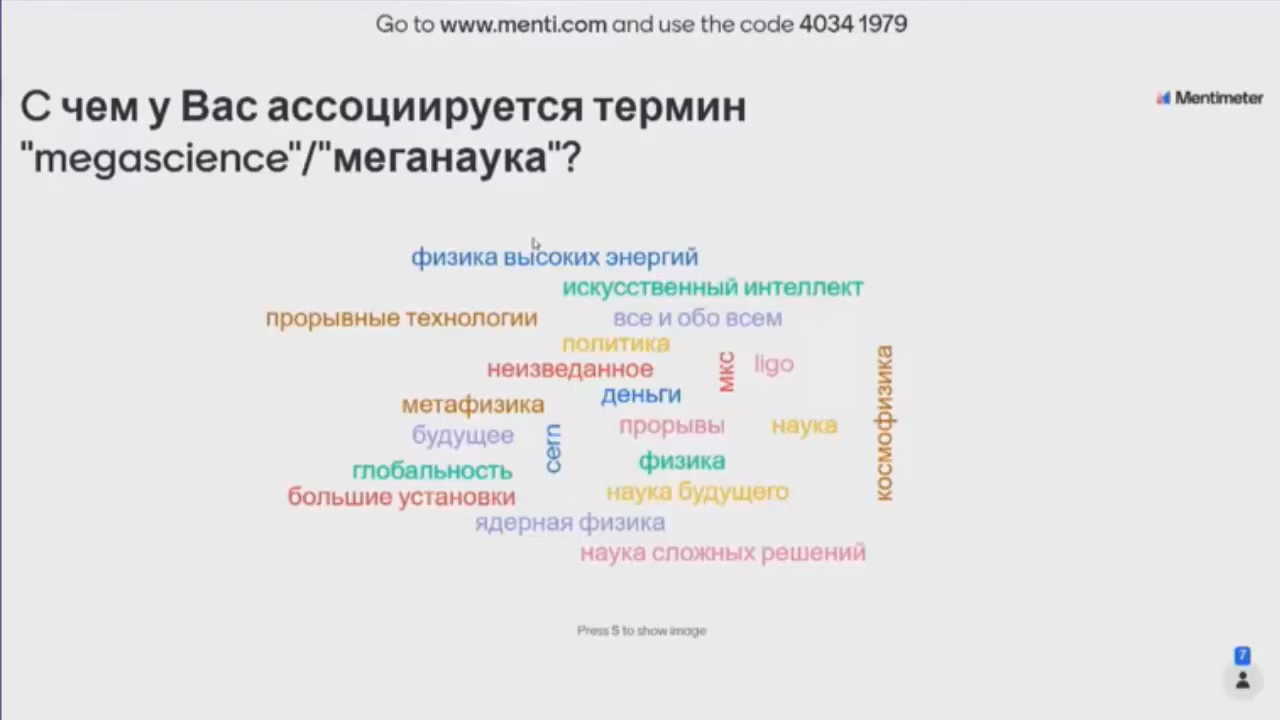 Go to www.menti.com and use the code 4034 1979
С чем у Вас ассоциируется термин
"megascience"/"меганаука"?
Mentimeter
физика высоких энергий
искусственный интеллект
прорывные технологии
все и обо всем
политика
неизведанное
мкс
ligo
космофизика
деньги
метафизика
прорывы
наука
будущее
cern
физика
глобальность
большие установки
наука будущего
ядерная физика
наука сложных решений
Press S to show image
7